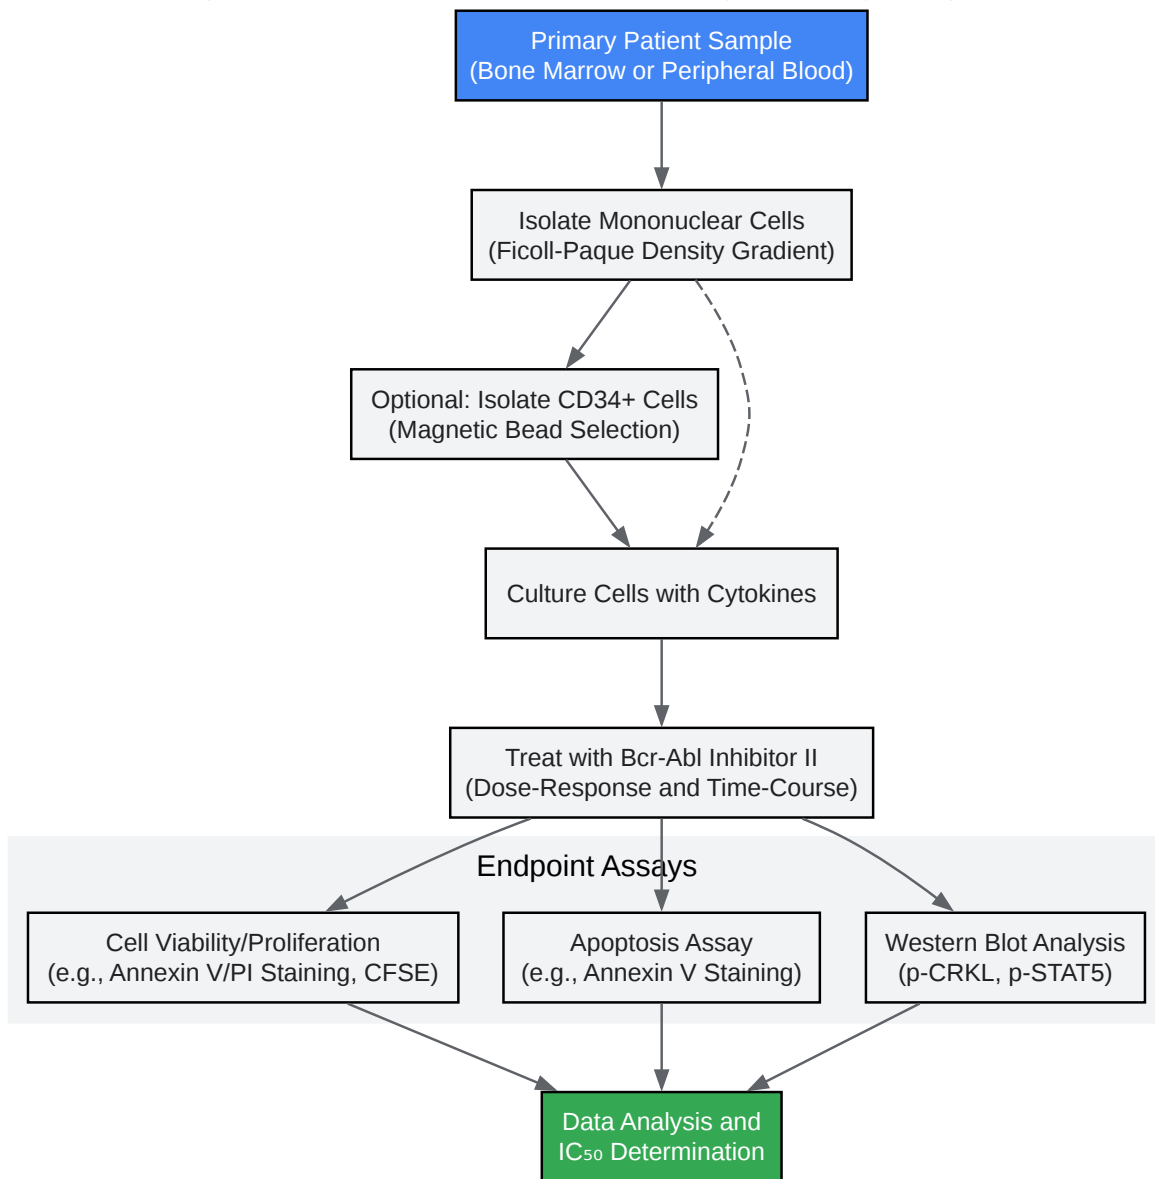 Primary Patient Sample
(Bone Marrow or Peripheral Blood)
Isolate Mononuclear Cells
(Ficoll-Paque Density Gradient)
Optional: Isolate CD34+ Cells
(Magnetic Bead Selection)
Culture Cells with Cytokines
Treat with Bcr-Abl Inhibitor II
(Dose-Response and Time-Course)
Endpoint Assays
Cell Viability/Proliferation
(e.g., Annexin V/PI Staining, CFSE)
Apoptosis Assay
(e.g., Annexin V Staining)
Western Blot Analysis
(p-CRKL, p-STAT5)
Data Analysis and
IC₅₀ Determination